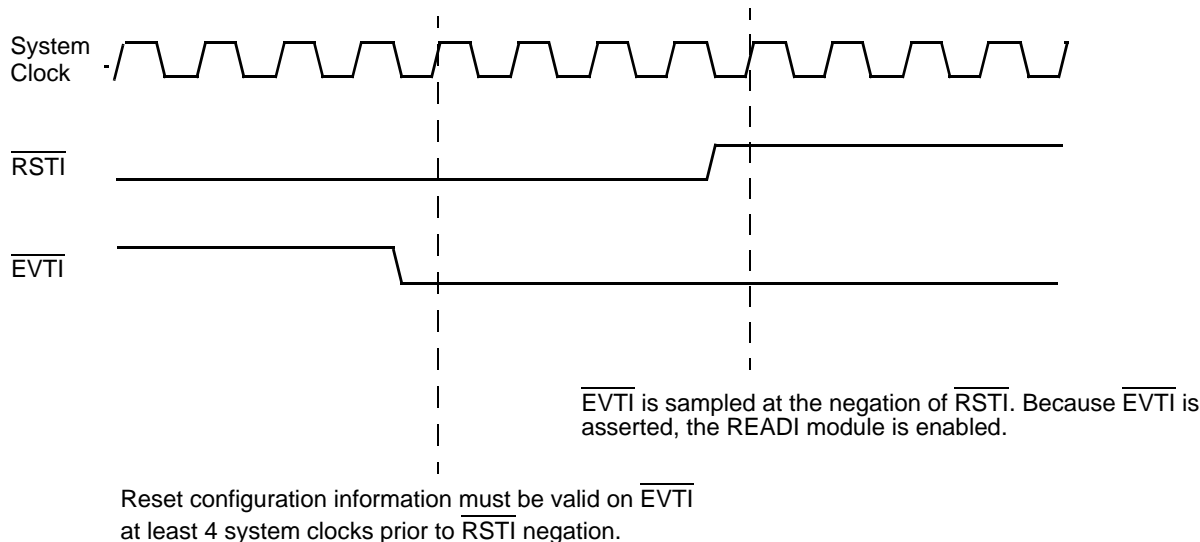 System
Clock
RSTI
EVTI
EVTI is sampled at the negation of RSTI. Because EVTI is
asserted, the READI module is enabled.
Reset configuration information must be valid on EVTI
at least 4 system clocks prior to RSTI negation.